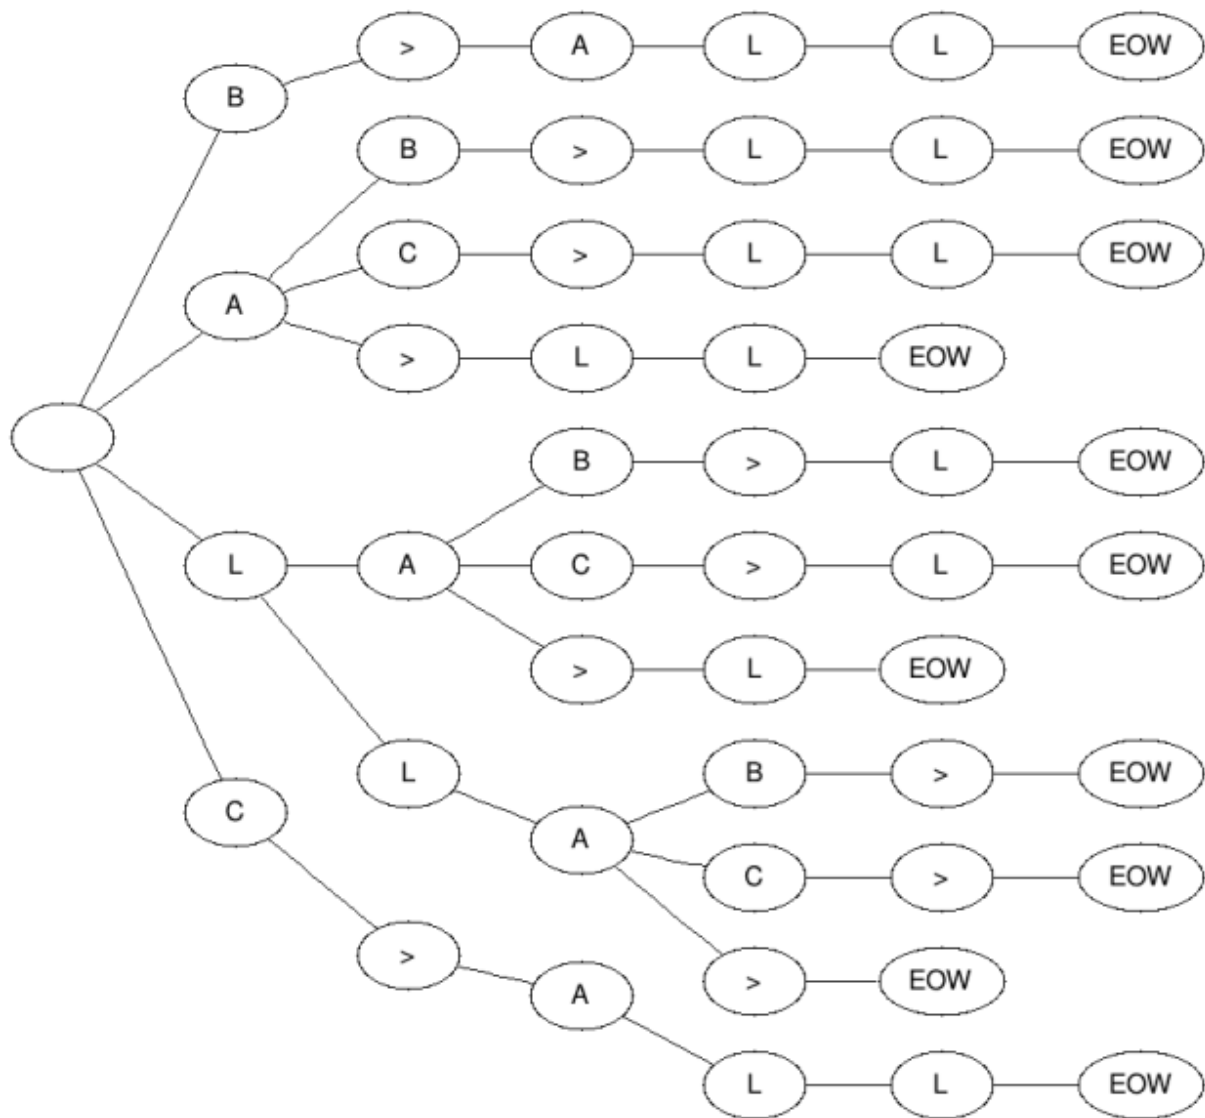 > A L L EOW
B
B > L L EOW
C > L L EOW
A
> L L EOW
B > L EOW
L A C > L EOW
> L EOW
L B > EOW
C A
C > EOW
> > EOW
A
L L EOW